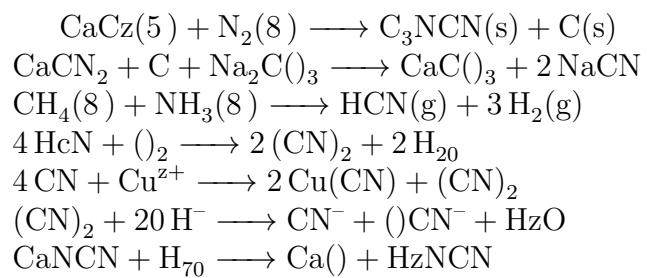 CaCz(5) + N₂(8) ⟶ C₃NCN(s) + C(s)
CaCN₂ + C + Na₂C()₃ ⟶ CaC()₃ + 2 NaCN
CH₄(8) + NH₃(8) ⟶ HCN(g) + 3 H₂(g)
4 HcN + ()₂ ⟶ 2 (CN)₂ + 2 H₂₀
4 CN + Cuᶻ⁺ ⟶ 2 Cu(CN) + (CN)₂
(CN)₂ + 20 H⁻ ⟶ CN⁻ + ()CN⁻ + HzO
CaNCN + H₇₀ ⟶ Ca() + HzNCN